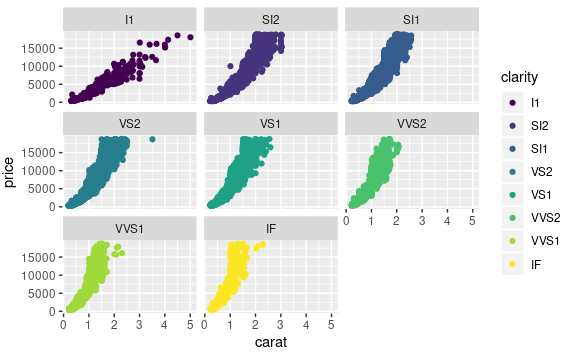 I1
SI2
SI1
15000
10000
5000
0
VS2
VS1
VVS2
15000
10000
5000
0
0 1 2 3 4 5
VVS1
IF
15000
10000
5000
0
0 1 2 3 4 5
0 1 2 3 4 5
carat
price
clarity
I1
SI2
SI1
VS2
VS1
VVS2
VVS1
IF